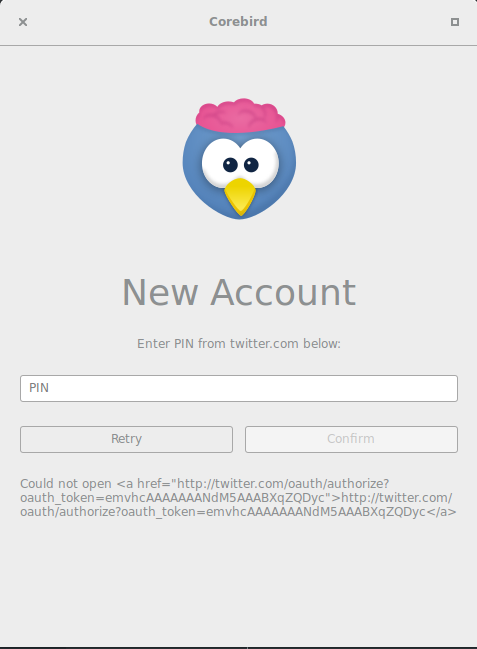 Corebird
New Account
Enter PIN from twitter.com below:
PIN
Retry
Confirm
Could not open <a href="http://twitter.com/oauth/authorize?
oauth_token=emvhcAAAAAAANdM5AAABXqZQDyc">http://twitter.com/
oauth/authorize?oauth_token=emvhcAAAAAAANdM5AAABXqZQDyc</a>